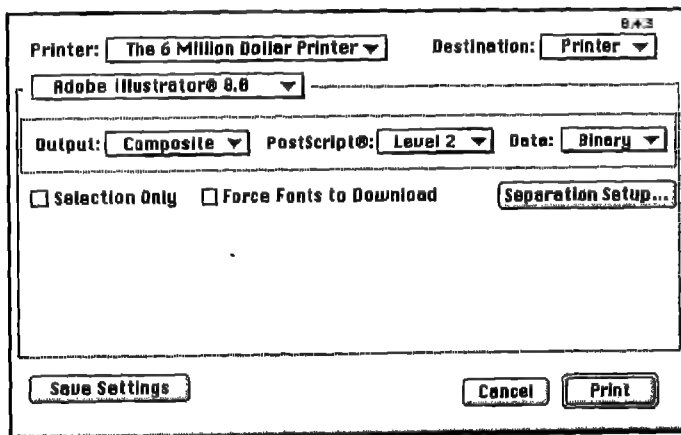 8.4.3
Printer: The 6 Million Dollar Printer Destination: Printer
Adobe Illustrator® 8.0
Output: Composite PostScript®: Level 2 Data: Binary
Selection Only Force Fonts to Download Separation Setup...
Save Settings Cancel Print